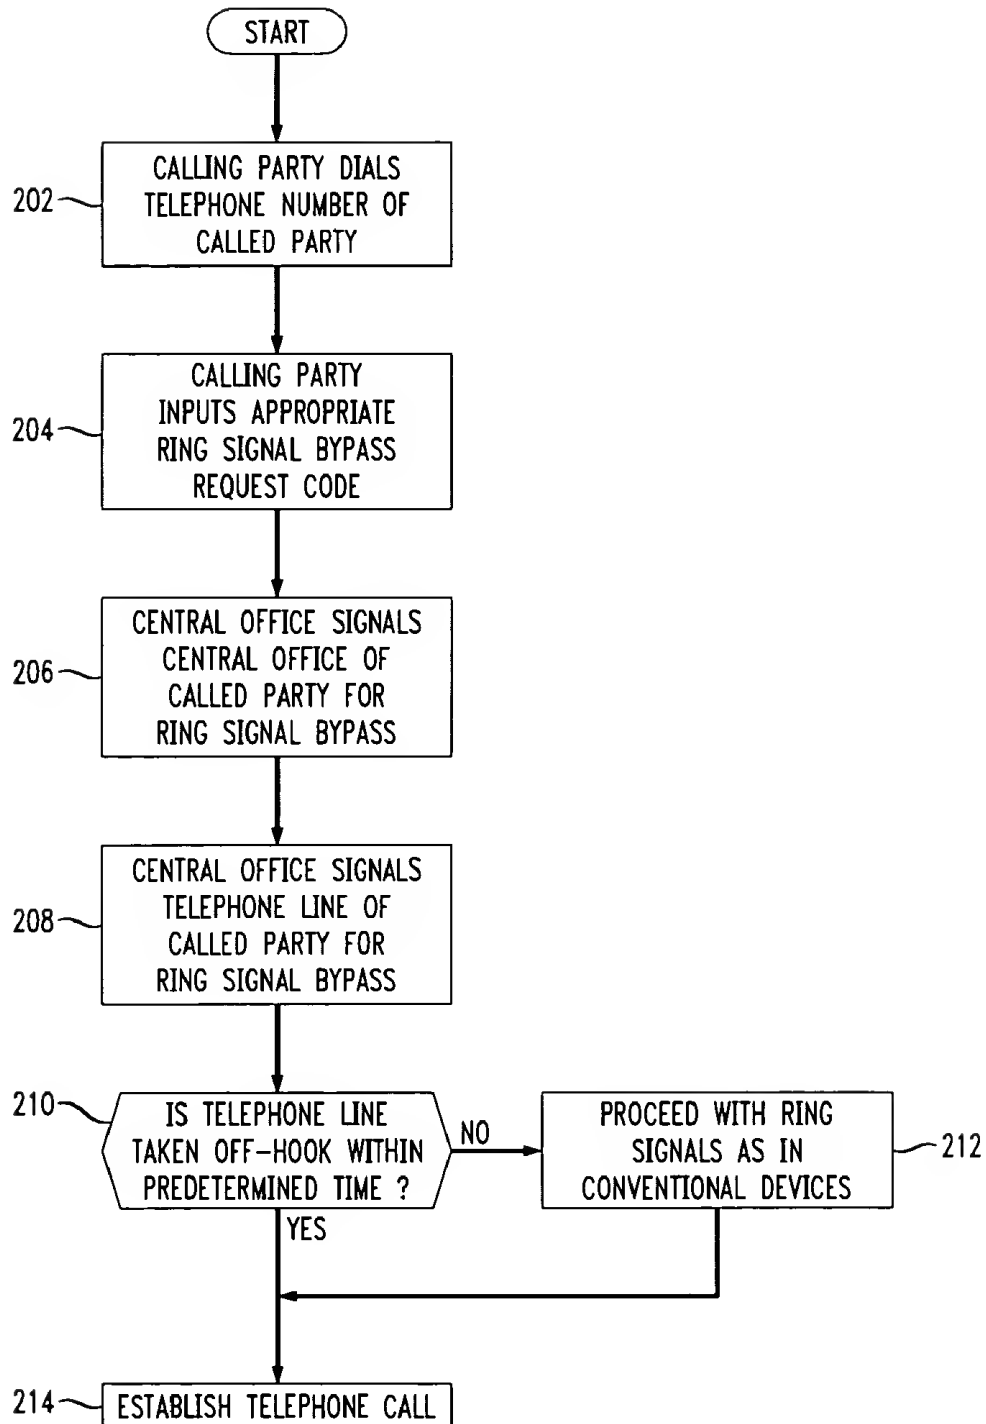 START
202
CALLING PARTY DIALS
TELEPHONE NUMBER OF
CALLED PARTY
204
CALLING PARTY
INPUTS APPROPRIATE
RING SIGNAL BYPASS
REQUEST CODE
206
CENTRAL OFFICE SIGNALS
CENTRAL OFFICE OF
CALLED PARTY FOR
RING SIGNAL BYPASS
208
CENTRAL OFFICE SIGNALS
TELEPHONE LINE OF
CALLED PARTY FOR
RING SIGNAL BYPASS
210
IS TELEPHONE LINE
TAKEN OFF-HOOK WITHIN
PREDETERMINED TIME ?
NO
PROCEED WITH RING
SIGNALS AS IN
CONVENTIONAL DEVICES
212
YES
214
ESTABLISH TELEPHONE CALL